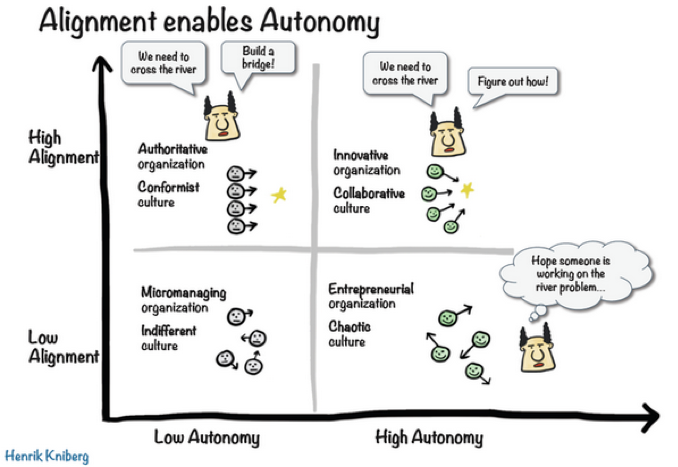 Alignment enables Autonomy
We need to
cross the river
Build a
bridge!
We need to
cross the river
Figure out how!
High
Alignment
Authoritative
organization
Conformist
culture
Innovative
organization
Collaborative
culture
Hope someone is
working on the
river problem...
Low
Alignment
Micromanaging
organization
Indifferent
culture
Entrepreneurial
organization
Chaotic
culture
Low Autonomy
High Autonomy
Henrik Kniberg